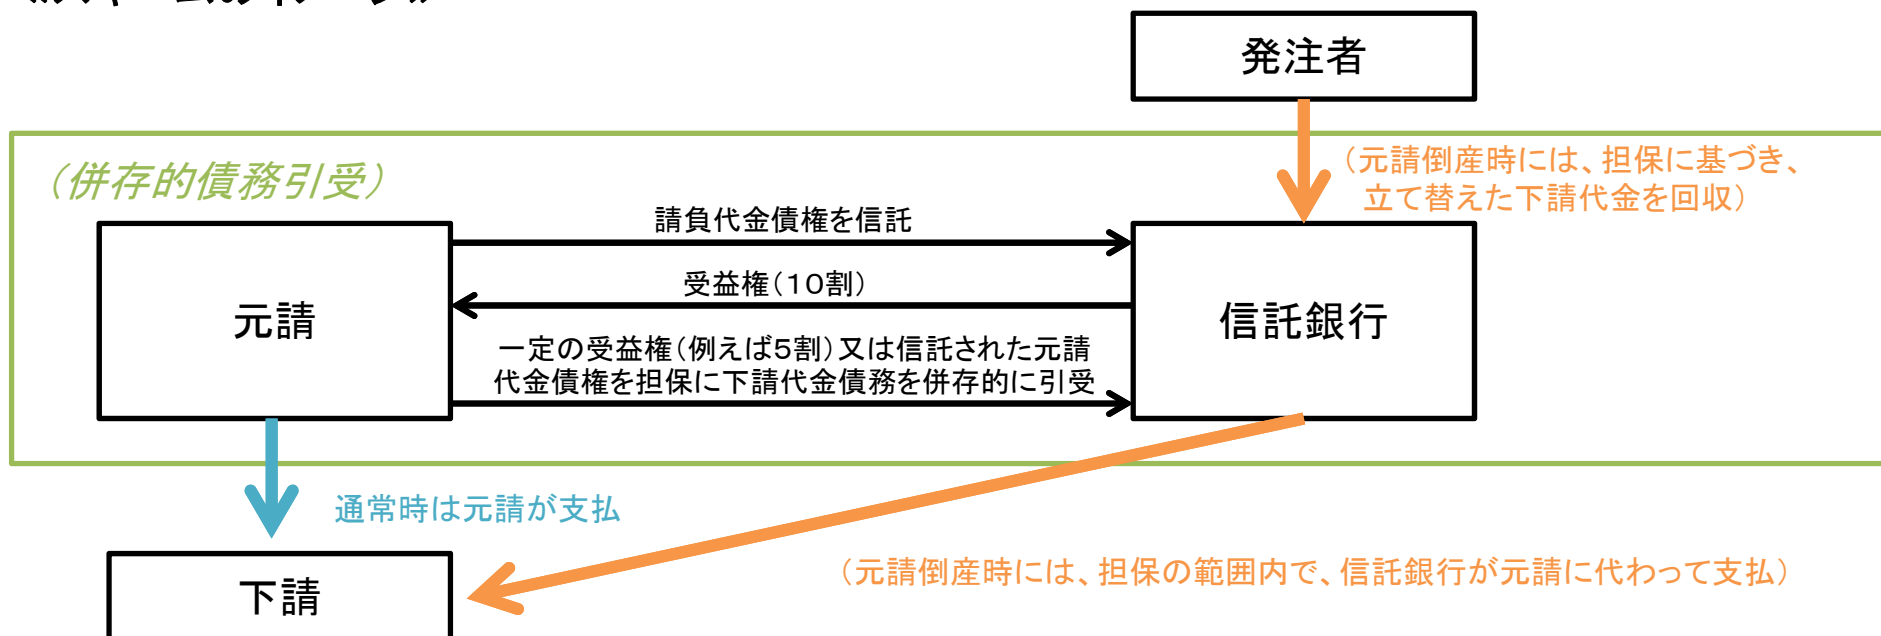 発注者
（元請倒産時には、担保に基づき、
立て替えた下請代金を回収）
（併存的債務引受）
請負代金債権を信託
受益権（１０割）
元請
信託銀行
一定の受益権（例えば５割）又は信託された元請
代金債権を担保に下請代金債務を併存的に引受
通常時は元請が支払
（元請倒産時には、担保の範囲内で、信託銀行が元請に代わって支払）
下請